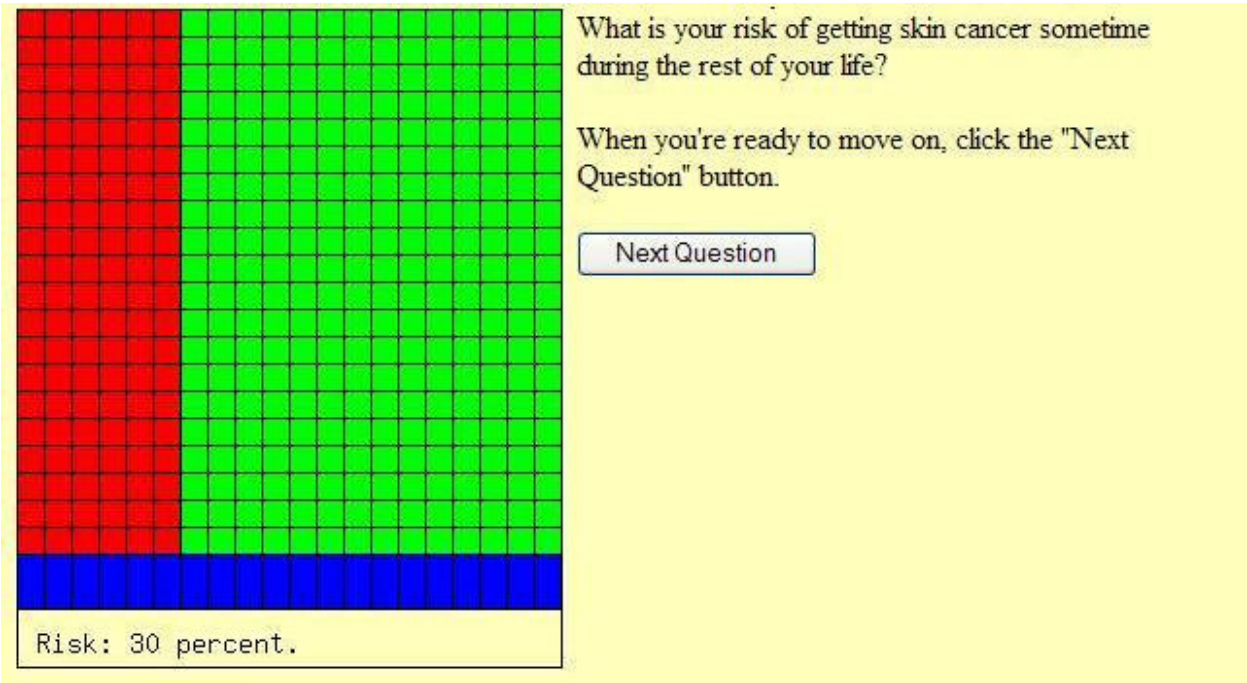 What is your risk of getting skin cancer sometime
during the rest of your life?
When you're ready to move on, click the "Next
Question" button.
Next Question
Risk: 30 percent.